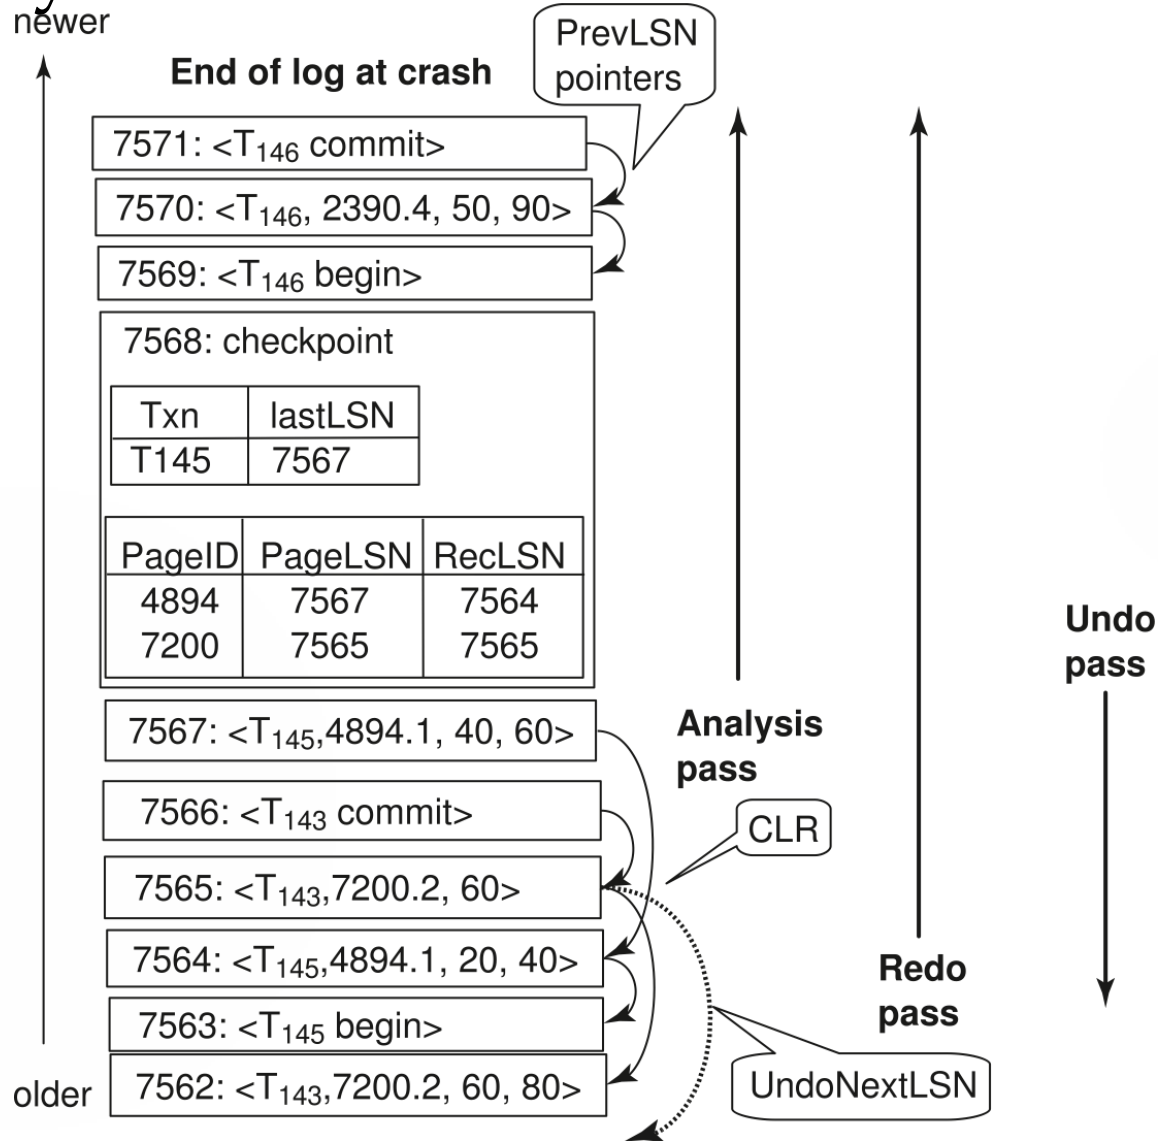 newer
End of log at crash
PrevLSN
pointers
7571: <T146 commit>
7570: <T146, 2390.4, 50, 90>
7569: <T146 begin>
7568: checkpoint
Txn lastLSN
T145 7567
PageID PageLSN RecLSN
4894 7567 7564
7200 7565 7565
7567: <T145,4894.1, 40, 60>
7566: <T143 commit>
7565: <T143,7200.2, 60>
7564: <T145,4894.1, 20, 40>
7563: <T145 begin>
7562: <T143,7200.2, 60, 80>
older
Analysis
pass
CLR
Redo
pass
UndoNextLSN
Undo
pass